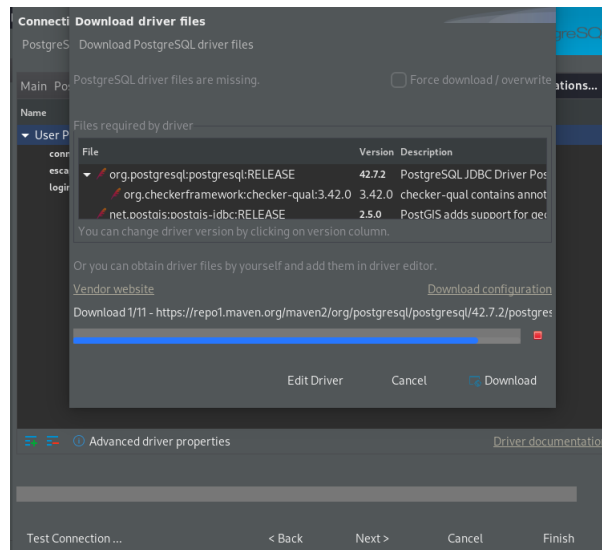 Connecti Download driver files
PostgreS Download PostgreSQL driver files
greSQ
PostgreSQL driver files are missing.
Force download / overwrite
Main Po
ations...
Name
Files required by driver
User P
File Version Description
conn
org.postgresql:postgresql:RELEASE 42.7.2 PostgreSQL JDBC Driver Pos
esca
org.checkerframework:checker-qual:3.42.0 3.42.0 checker-qual contains annot
login
net.postgis:postgis-jdbc:RELEASE 2.5.0 PostGIS adds support for geo
You can change driver version by clicking on version column.
Or you can obtain driver files by yourself and add them in driver editor.
Vendor website Download configuration
Download 1/11 - https://repo1.maven.org/maven2/org/postgresql/postgresql/42.7.2/postgres
Edit Driver Cancel Download
Advanced driver properties Driver documentatio
Test Connection ... < Back Next > Cancel Finish